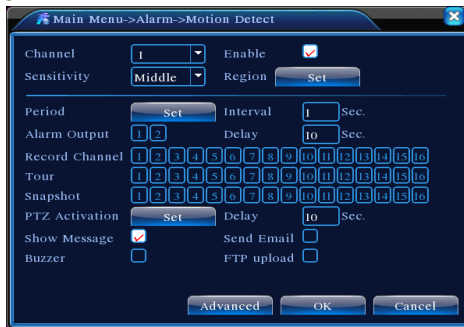 Main Menu->Alarm->Motion Detect
Channel 1 Enable
Sensitivity Middle Region Set
Period Set Interval 1 Sec.
Alarm Output 1 2 Delay 10 Sec.
Record Channel 1 2 3 4 5 6 7 8 9 10 11 12 13 14 15 16
Tour 1 2 3 4 5 6 7 8 9 10 11 12 13 14 15 16
Snapshot 1 2 3 4 5 6 7 8 9 10 11 12 13 14 15 16
PTZ Activation Set Delay 10 Sec.
Show Message Send Email
Buzzer FTP upload
Advanced OK Cancel